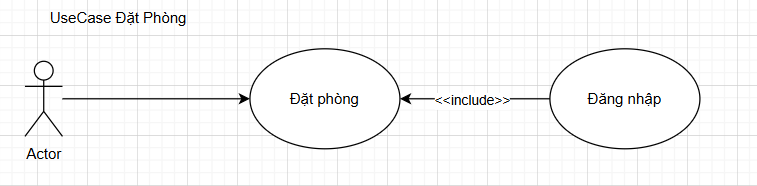 UseCase Đặt Phòng
Đặt phòng
<<include>>
Đăng nhập
Actor